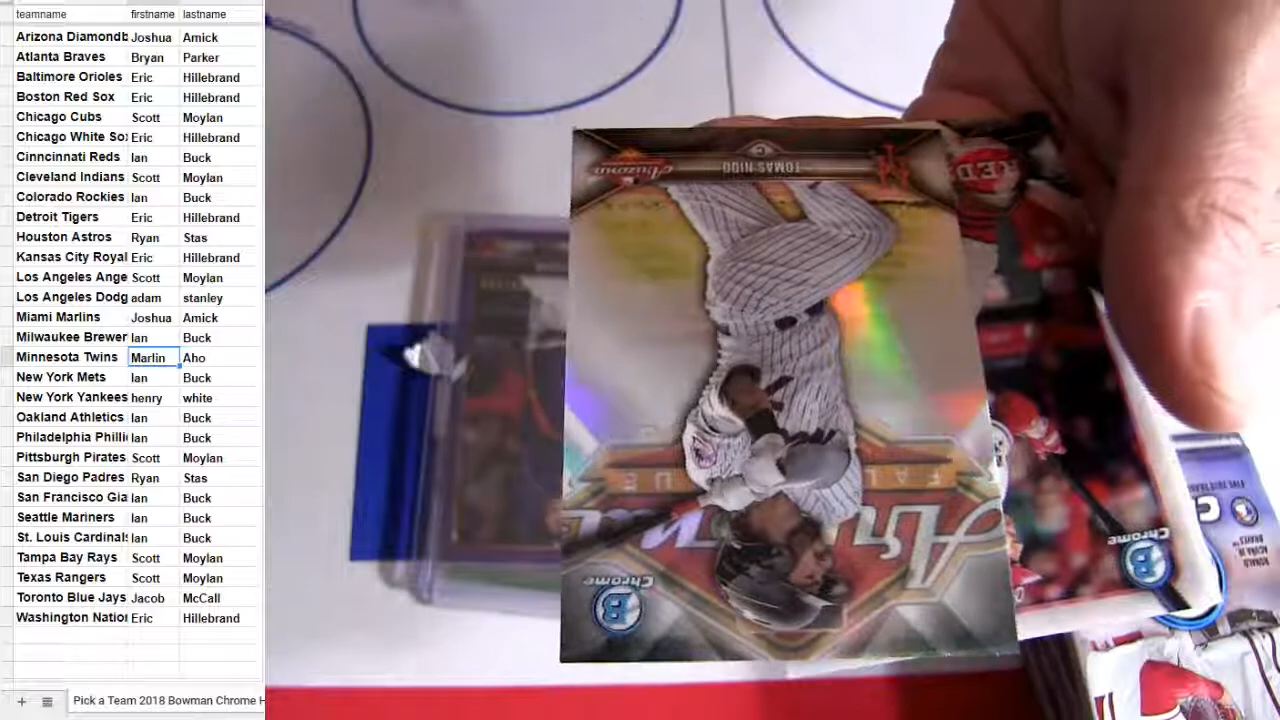 teamname firstname lastname
Arizona Diamondb Joshua Amick
Atlanta Braves Bryan Parker
Baltimore Orioles Eric Hillebrand
Boston Red Sox Eric Hillebrand
Chicago Cubs Scott Moylan
Chicago White So Eric Hillebrand
Cinncinnati Reds Ian Buck
Cleveland Indians Scott Moylan
Colorado Rockies Ian Buck
Detroit Tigers Eric Hillebrand
Houston Astros Ryan Stas
Kansas City Royal Eric Hillebrand
Los Angeles Ange Scott Moylan
Los Angeles Dodg adam stanley
Miami Marlins Joshua Amick
Milwaukee Brewer Ian Buck
Minnesota Twins Marlin Aho
New York Mets Ian Buck
New York Yankees henry white
Oakland Athletics Ian Buck
Philadelphia Philli Ian Buck
Pittsburgh Pirates Scott Moylan
San Diego Padres Ryan Stas
San Francisco Gia Ian Buck
Seattle Mariners Ian Buck
St. Louis Cardinals Ian Buck
Tampa Bay Rays Scott Moylan
Texas Rangers Scott Moylan
Toronto Blue Jays Jacob McCall
Washington Natio Eric Hillebrand
Pick a Team 2018 Bowman Chrome H
TOMAS NIDO
C
Arizona
FALL
UE
B
Chrome
REDS
B
Chrome